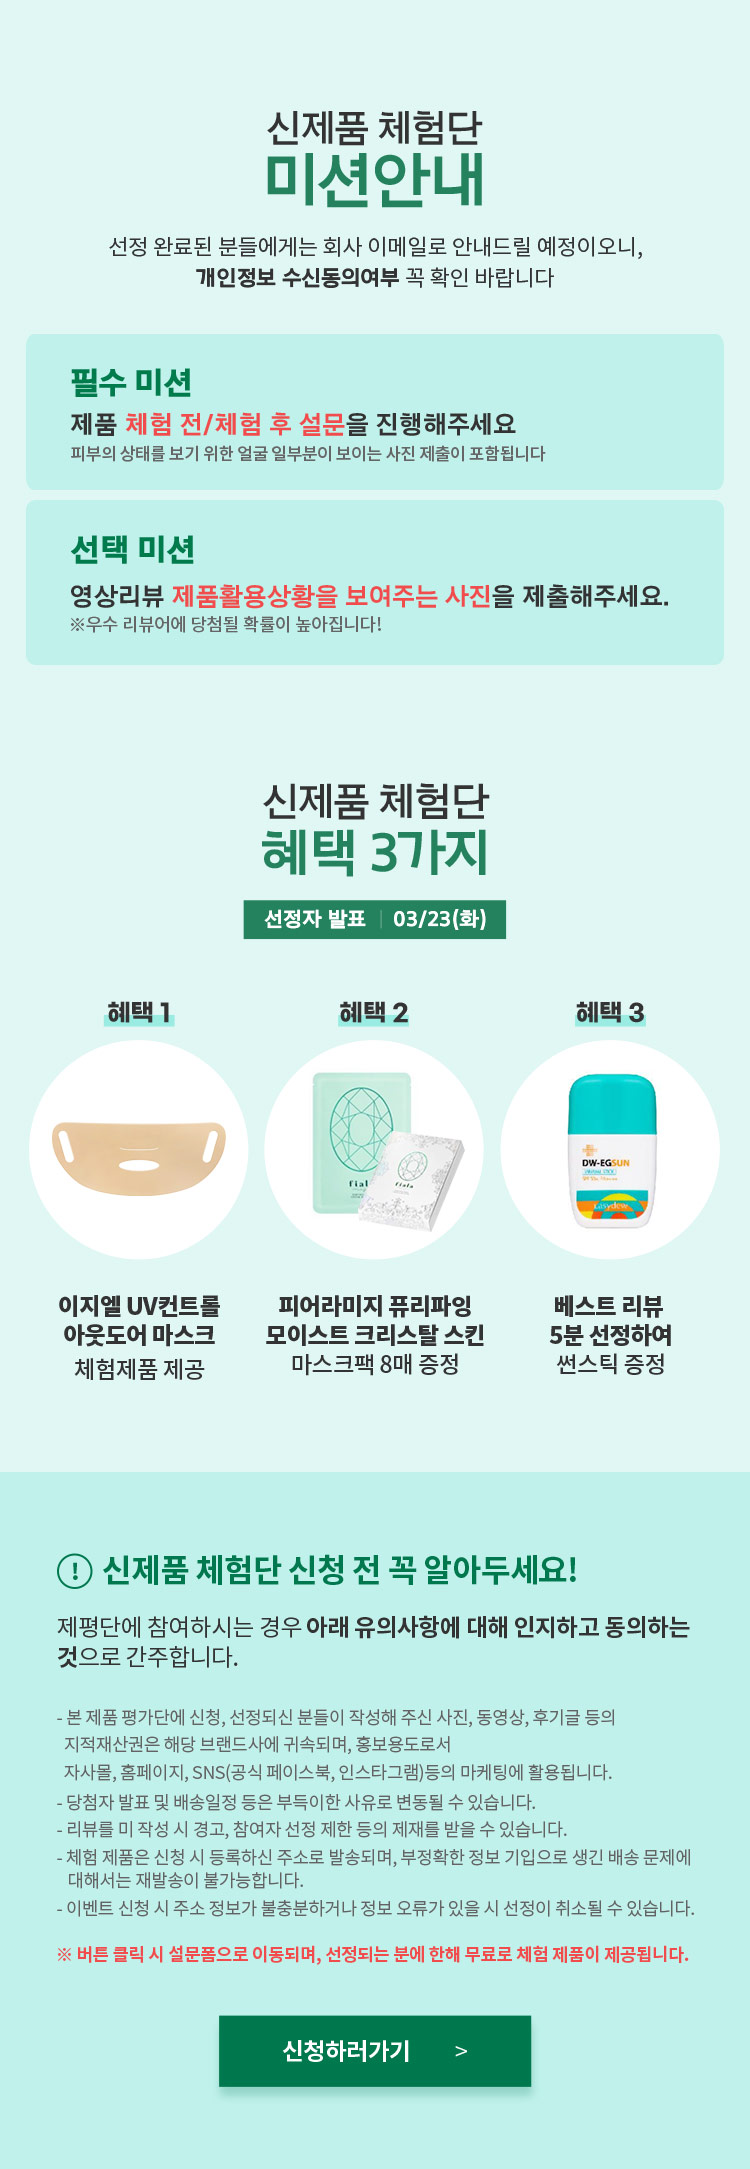 신제품 체험단
미션안내
선정 완료된 분들에게는 회사 이메일로 안내드릴 예정이오니,
개인정보 수신동의여부 꼭 확인 바랍니다
필수 미션
제품 체험 전/체험 후 설문을 진행해주세요
피부의 상태를 보기 위한 얼굴 일부분이 보이는 사진 제출이 포함됩니다
선택 미션
영상리뷰 제품활용상황을 보여주는 사진을 제출해주세요.
※우수 리뷰어에 당첨될 확률이 높아집니다!
신제품 체험단
혜택 3가지
선정자 발표 | 03/23(화)
혜택 1
혜택 2
혜택 3
fiala
fiala
DW-EGSUN
Easydew
이지엘 UV컨트롤
아웃도어 마스크
체험제품 제공
피어라미지 퓨리파잉
모이스트 크리스탈 스킨
마스크팩 8매 증정
베스트 리뷰
5분 선정하여
썬스틱 증정
! 신제품 체험단 신청 전 꼭 알아두세요!
제평단에 참여하시는 경우 아래 유의사항에 대해 인지하고 동의하는
것으로 간주합니다.
- 본 제품 평가단에 신청, 선정되신 분들이 작성해 주신 사진, 동영상, 후기글 등의
지적재산권은 해당 브랜드사에 귀속되며, 홍보용도로서
자사몰, 홈페이지, SNS(공식 페이스북, 인스타그램)등의 마케팅에 활용됩니다.
- 당첨자 발표 및 배송일정 등은 부득이한 사유로 변동될 수 있습니다.
- 리뷰를 미 작성 시 경고, 참여자 선정 제한 등의 제재를 받을 수 있습니다.
- 체험 제품은 신청 시 등록하신 주소로 발송되며, 부정확한 정보 기입으로 생긴 배송 문제에
대해서는 재발송이 불가능합니다.
- 이벤트 신청 시 주소 정보가 불충분하거나 정보 오류가 있을 시 선정이 취소될 수 있습니다.
※ 버튼 클릭 시 설문폼으로 이동되며, 선정되는 분에 한해 무료로 체험 제품이 제공됩니다.
신청하러가기 >